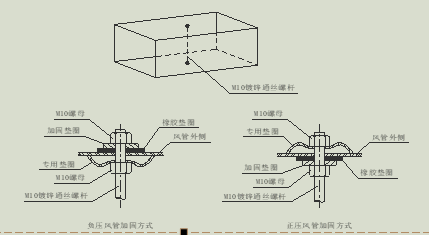 M10镀锌通丝螺杆
M10螺母
加固垫圈
橡胶垫圈
风管外侧
专用垫圈
M10螺母
M10镀锌通丝螺杆
负压风管加固方式
M10螺母
专用垫圈
风管外侧
加固垫圈
橡胶垫圈
M10螺母
M10镀锌通丝螺杆
正压风管加固方式